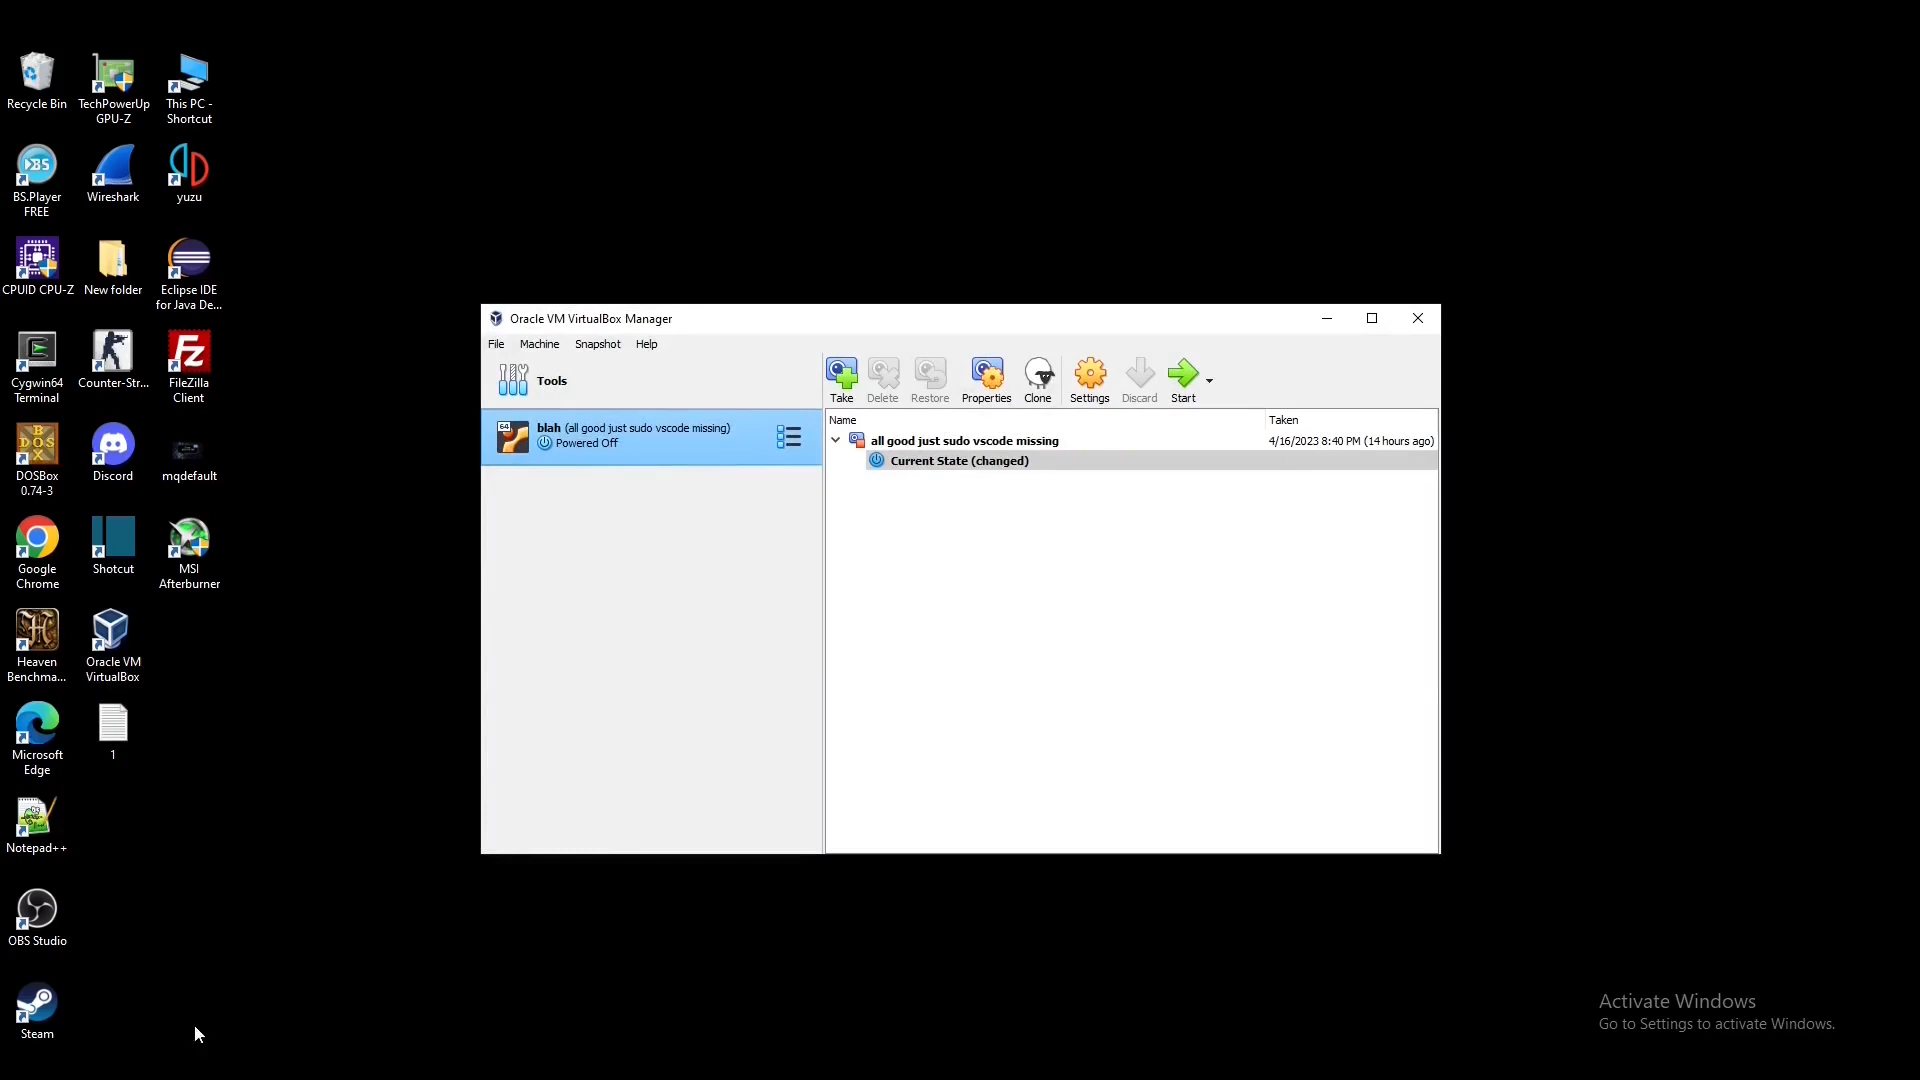 Recycle Bin
TechPowerUp
GPU-Z
This PC -
Shortcut
BS.Player
FREE
Wireshark
yuzu
CPUID CPU-Z
New folder
Eclipse IDE
for Java De...
Cygwin64
Terminal
Counter-Str...
FileZilla
Client
DOSBox
0.74-3
Discord
mqdefault
Google
Chrome
Shotcut
MSI
Afterburner
Heaven
Benchma...
Oracle VM
VirtualBox
Microsoft
Edge
1
Notepad++
OBS Studio
Steam
Oracle VM VirtualBox Manager
File Machine Snapshot Help
Tools
Take Delete Restore Properties Clone Settings Discard Start
64
blah (all good just sudo vscode missing)
Powered Off
Name Taken
all good just sudo vscode missing 4/16/2023 8:40 PM (14 hours ago)
Current State (changed)
Activate Windows
Go to Settings to activate Windows.